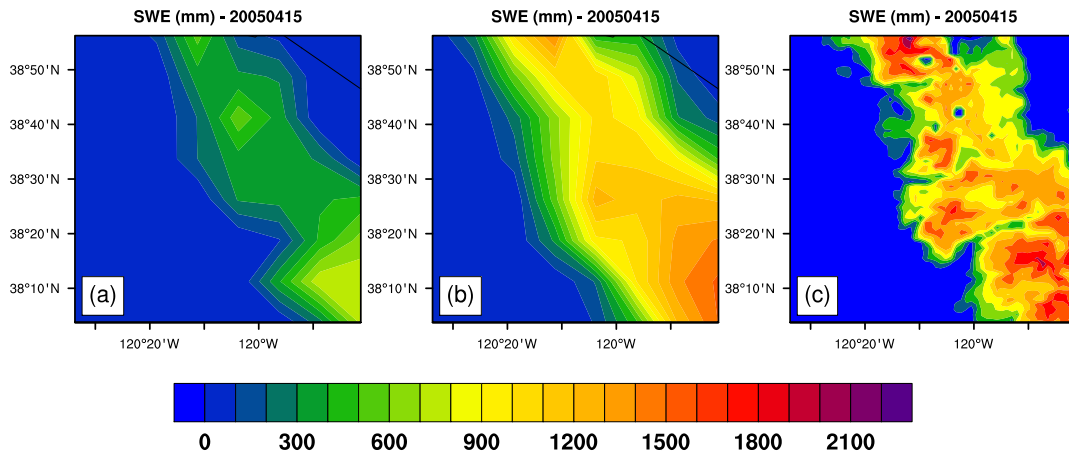 SWE (mm) - 20050415 SWE (mm) - 20050415 SWE (mm) - 20050415
38°50'N 38°50'N 38°50'N
38°40'N 38°40'N 38°40'N
38°30'N 38°30'N 38°30'N
38°20'N 38°20'N 38°20'N
38°10'N 38°10'N 38°10'N
(a) (b) (c)
120°20'W 120°W 120°20'W 120°W 120°20'W 120°W
0 300 600 900 1200 1500 1800 2100